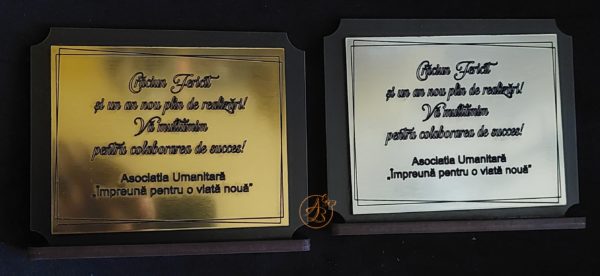 Crăciun Fericit
și un an nou plin de realizări!
Vă mulțămim
pentru colaborarea de succes!
Asociatia Umanitară
„Împreună pentru o viată nouă”
Crăciun Fericit
și un an nou plin de realizări!
Vă mulțămim
pentru colaborarea de succes!
Asociatia Umanitară
„Împreună pentru o viată nouă”